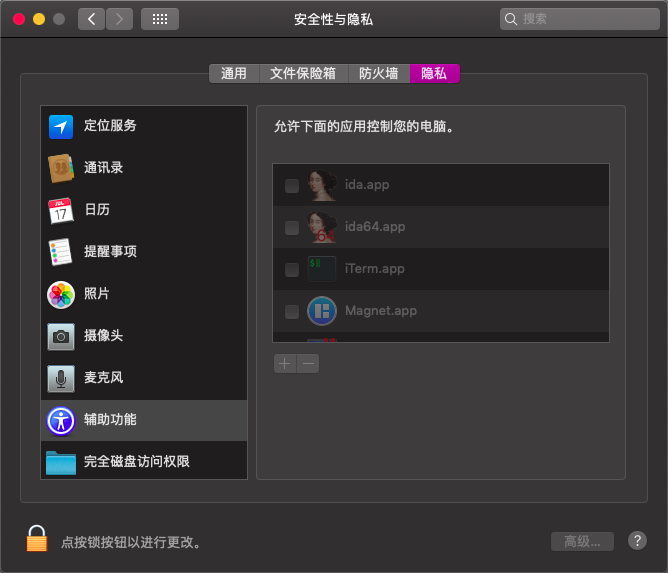 安全性与隐私
搜索
通用
文件保险箱
防火墙
隐私
定位服务
通讯录
JUL
17
日历
提醒事项
照片
摄像头
麦克风
辅助功能
完全磁盘访问权限
允许下面的应用控制您的电脑。
ida.app
64
ida64.app
$
iTerm.app
Magnet.app
点按锁按钮以进行更改。
高级...
?